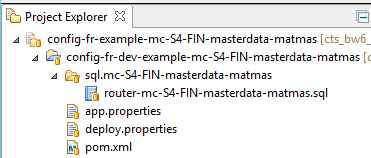 Project Explorer
config-fr-example-mc-S4-FIN-masterdata-matmas [cts_bw6_
config-fr-dev-example-mc-S4-FIN-masterdata-matmas [c
sql.mc-S4-FIN-masterdata-matmas
router-mc-S4-FIN-masterdata-matmas.sql
app.properties
deploy.properties
pom.xml